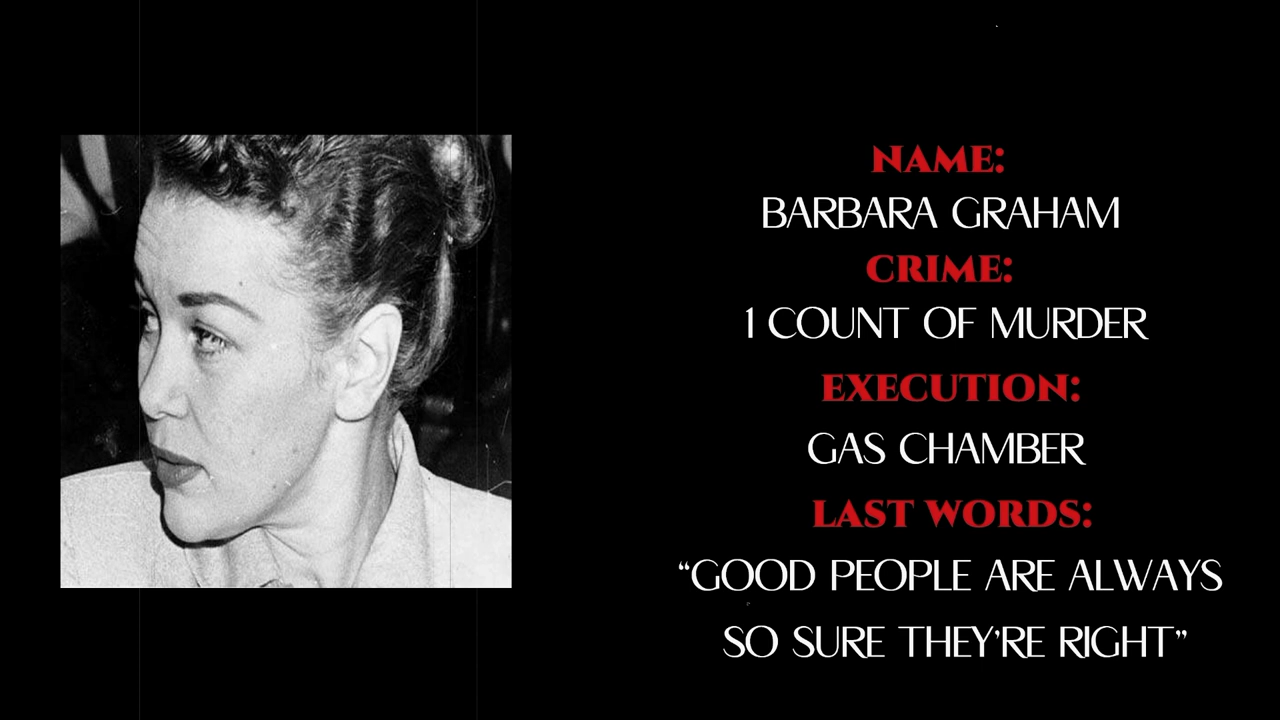 NAME:
BARBARA GRAHAM
CRIME:
1 COUNT OF MURDER
EXECUTION:
GAS CHAMBER
LAST WORDS:
“GOOD PEOPLE ARE ALWAYS
SO SURE THEY’RE RIGHT”